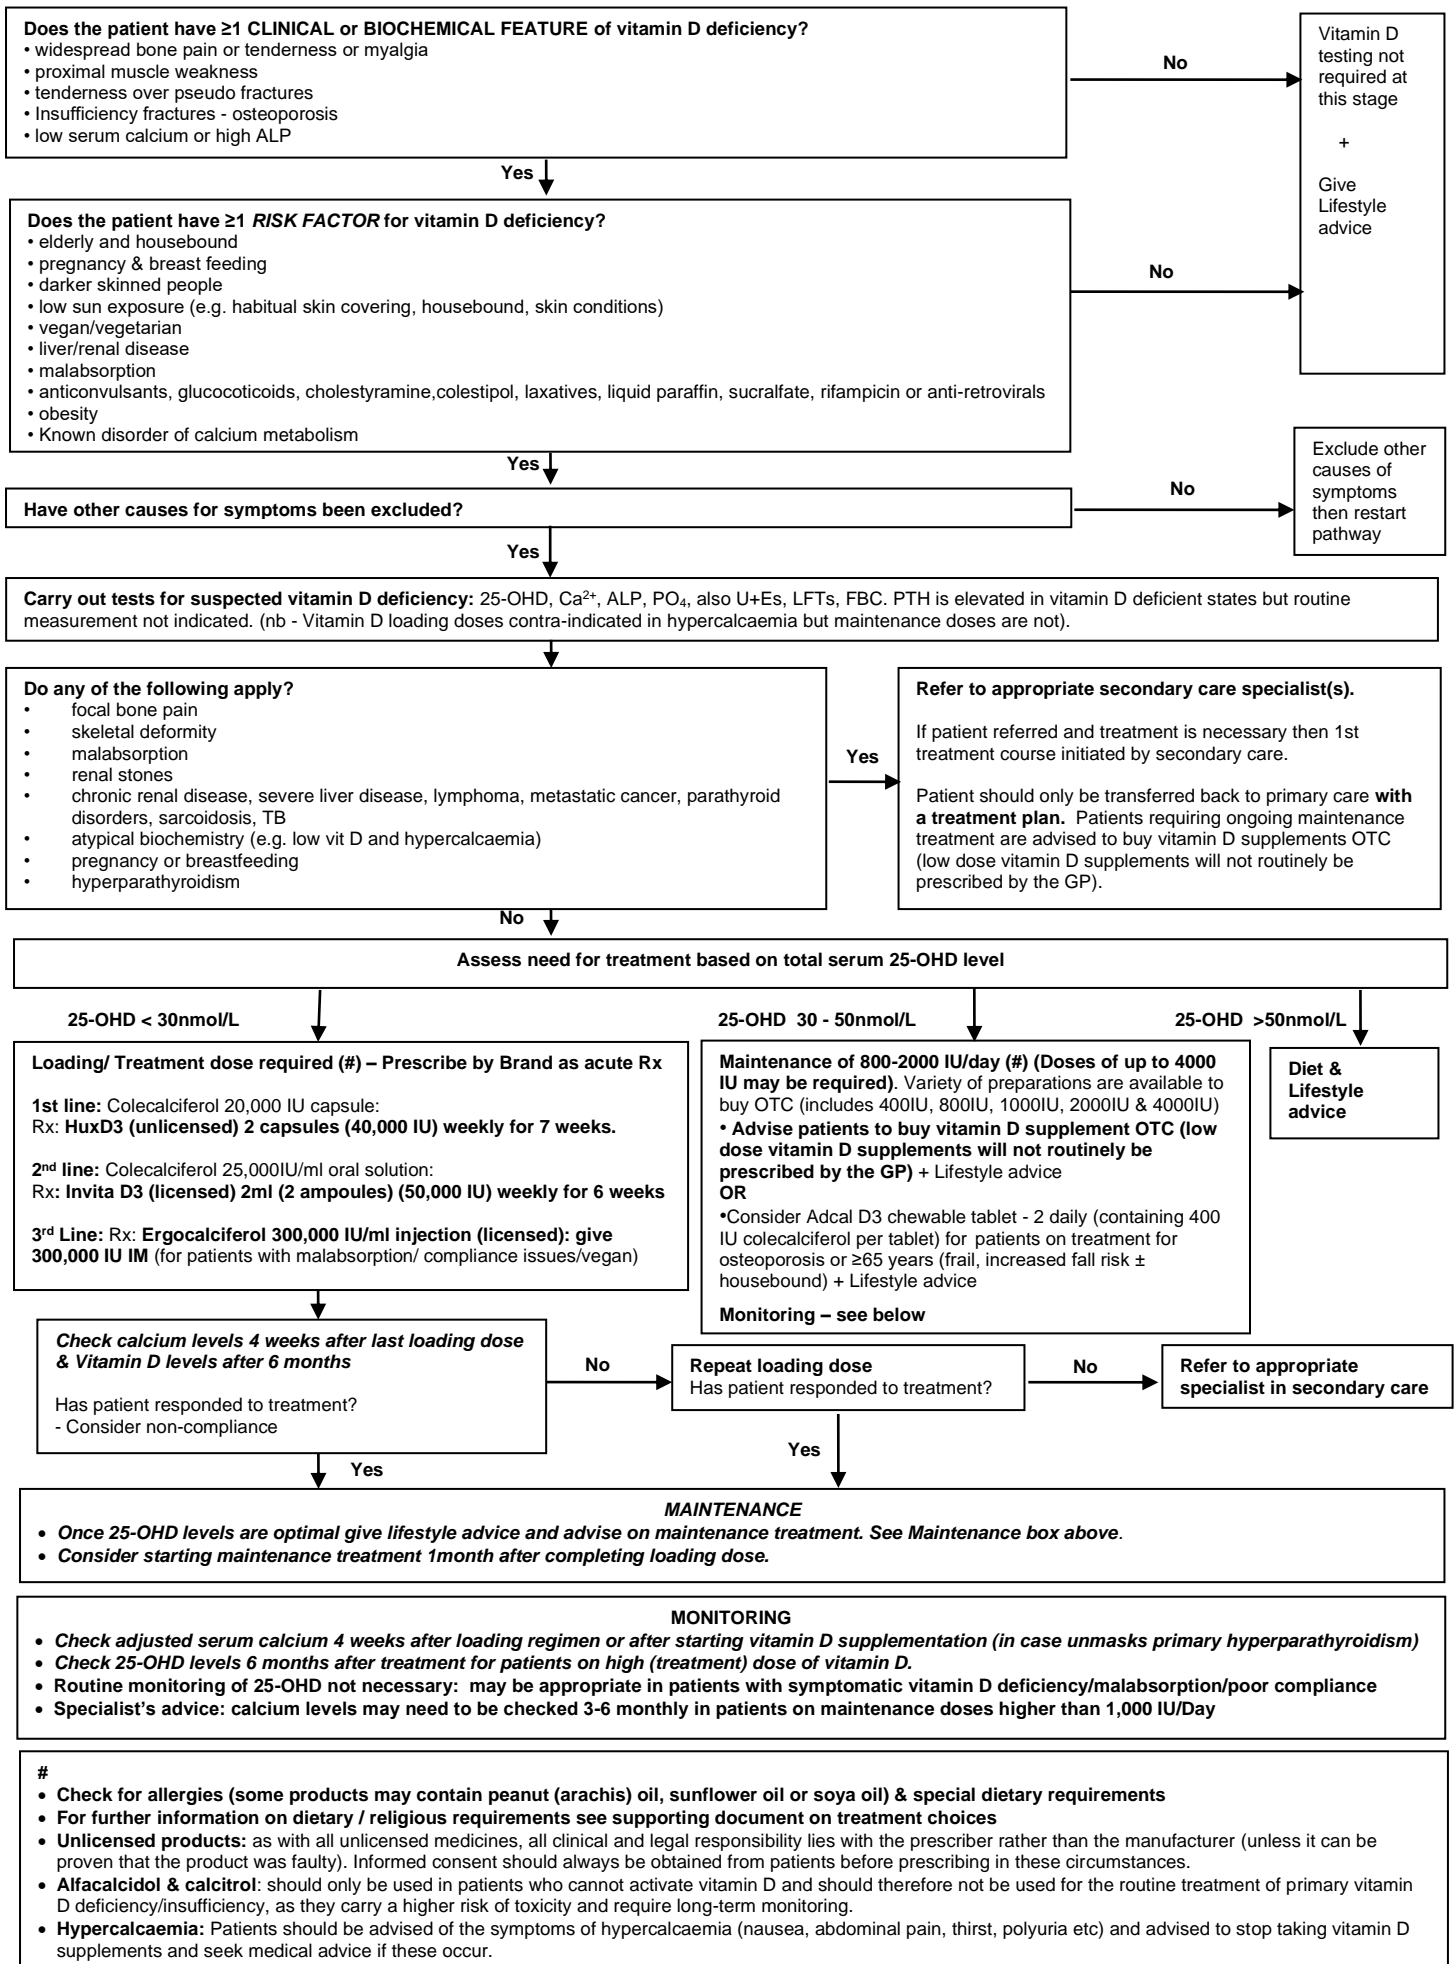 Does the patient have ≥1 CLINICAL or BIOCHEMICAL FEATURE of vitamin D deficiency?
• widespread bone pain or tenderness or myalgia
• proximal muscle weakness
• tenderness over pseudo fractures
• Insufficiency fractures - osteoporosis
• low serum calcium or high ALP
No
Vitamin D
testing not
required at
this stage
+
Give
Lifestyle
advice
Yes
Does the patient have ≥1 RISK FACTOR for vitamin D deficiency?
• elderly and housebound
• pregnancy & breast feeding
• darker skinned people
• low sun exposure (e.g. habitual skin covering, housebound, skin conditions)
• vegan/vegetarian
• liver/renal disease
• malabsorption
• anticonvulsants, glucocoticoids, cholestyramine,colestipol, laxatives, liquid paraffin, sucralfate, rifampicin or anti-retrovirals
• obesity
• Known disorder of calcium metabolism
No
Yes
Have other causes for symptoms been excluded?
No
Exclude other
causes of
symptoms
then restart
pathway
Yes
Carry out tests for suspected vitamin D deficiency: 25-OHD, Ca²⁺, ALP, PO₄, also U+Es, LFTs, FBC. PTH is elevated in vitamin D deficient states but routine
measurement not indicated. (nb - Vitamin D loading doses contra-indicated in hypercalcaemia but maintenance doses are not).
Do any of the following apply?
• focal bone pain
• skeletal deformity
• malabsorption
• renal stones
• chronic renal disease, severe liver disease, lymphoma, metastatic cancer, parathyroid
disorders, sarcoidosis, TB
• atypical biochemistry (e.g. low vit D and hypercalcaemia)
• pregnancy or breastfeeding
• hyperparathyroidism
Yes
Refer to appropriate secondary care specialist(s).
If patient referred and treatment is necessary then 1st
treatment course initiated by secondary care.
Patient should only be transferred back to primary care with
a treatment plan. Patients requiring ongoing maintenance
treatment are advised to buy vitamin D supplements OTC
(low dose vitamin D supplements will not routinely be
prescribed by the GP).
No
Assess need for treatment based on total serum 25-OHD level
25-OHD < 30nmol/L
25-OHD 30 - 50nmol/L
25-OHD >50nmol/L
Loading/ Treatment dose required (#) – Prescribe by Brand as acute Rx
1st line: Colecalciferol 20,000 IU capsule:
Rx: HuxD3 (unlicensed) 2 capsules (40,000 IU) weekly for 7 weeks.
2nd line: Colecalciferol 25,000IU/ml oral solution:
Rx: Invita D3 (licensed) 2ml (2 ampoules) (50,000 IU) weekly for 6 weeks
3rd Line: Rx: Ergocalciferol 300,000 IU/ml injection (licensed): give
300,000 IU IM (for patients with malabsorption/ compliance issues/vegan)
Maintenance of 800-2000 IU/day (#) (Doses of up to 4000
IU may be required). Variety of preparations are available to
buy OTC (includes 400IU, 800IU, 1000IU, 2000IU & 4000IU)
• Advise patients to buy vitamin D supplement OTC (low
dose vitamin D supplements will not routinely be
prescribed by the GP) + Lifestyle advice
OR
•Consider Adcal D3 chewable tablet - 2 daily (containing 400
IU colecalciferol per tablet) for patients on treatment for
osteoporosis or ≥65 years (frail, increased fall risk ±
housebound) + Lifestyle advice
Monitoring – see below
Diet &
Lifestyle
advice
Check calcium levels 4 weeks after last loading dose
& Vitamin D levels after 6 months
Has patient responded to treatment?
- Consider non-compliance
No
Repeat loading dose
Has patient responded to treatment?
No
Refer to appropriate
specialist in secondary care
Yes
Yes
MAINTENANCE
• Once 25-OHD levels are optimal give lifestyle advice and advise on maintenance treatment. See Maintenance box above.
• Consider starting maintenance treatment 1month after completing loading dose.
MONITORING
• Check adjusted serum calcium 4 weeks after loading regimen or after starting vitamin D supplementation (in case unmasks primary hyperparathyroidism)
• Check 25-OHD levels 6 months after treatment for patients on high (treatment) dose of vitamin D.
• Routine monitoring of 25-OHD not necessary: may be appropriate in patients with symptomatic vitamin D deficiency/malabsorption/poor compliance
• Specialist's advice: calcium levels may need to be checked 3-6 monthly in patients on maintenance doses higher than 1,000 IU/Day
#
• Check for allergies (some products may contain peanut (arachis) oil, sunflower oil or soya oil) & special dietary requirements
• For further information on dietary / religious requirements see supporting document on treatment choices
• Unlicensed products: as with all unlicensed medicines, all clinical and legal responsibility lies with the prescriber rather than the manufacturer (unless it can be
proven that the product was faulty). Informed consent should always be obtained from patients before prescribing in these circumstances.
• Alfacalcidol & calcitrol: should only be used in patients who cannot activate vitamin D and should therefore not be used for the routine treatment of primary vitamin
D deficiency/insufficiency, as they carry a higher risk of toxicity and require long-term monitoring.
• Hypercalcaemia: Patients should be advised of the symptoms of hypercalcaemia (nausea, abdominal pain, thirst, polyuria etc) and advised to stop taking vitamin D
supplements and seek medical advice if these occur.